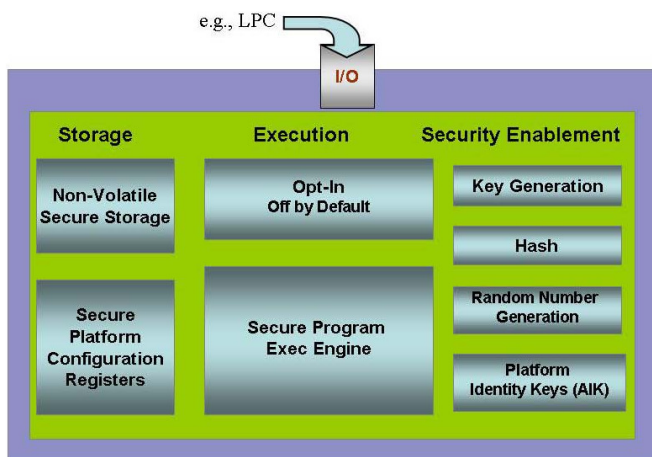 e.g., LPC
I/O
Storage
Execution
Security Enablement
Non-Volatile
Secure Storage
Secure
Platform
Configuration
Registers
Opt-In
Off by Default
Secure Program
Exec Engine
Key Generation
Hash
Random Number
Generation
Platform
Identity Keys (AIK)